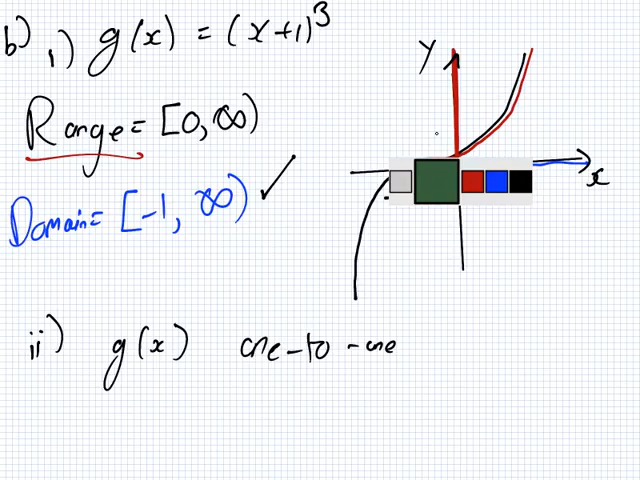 b) i) g(x) = (x+1)³
y
Range = [0, ∞)
x
Domain = [-1, ∞) ✓
ii) g(x) one-to-one